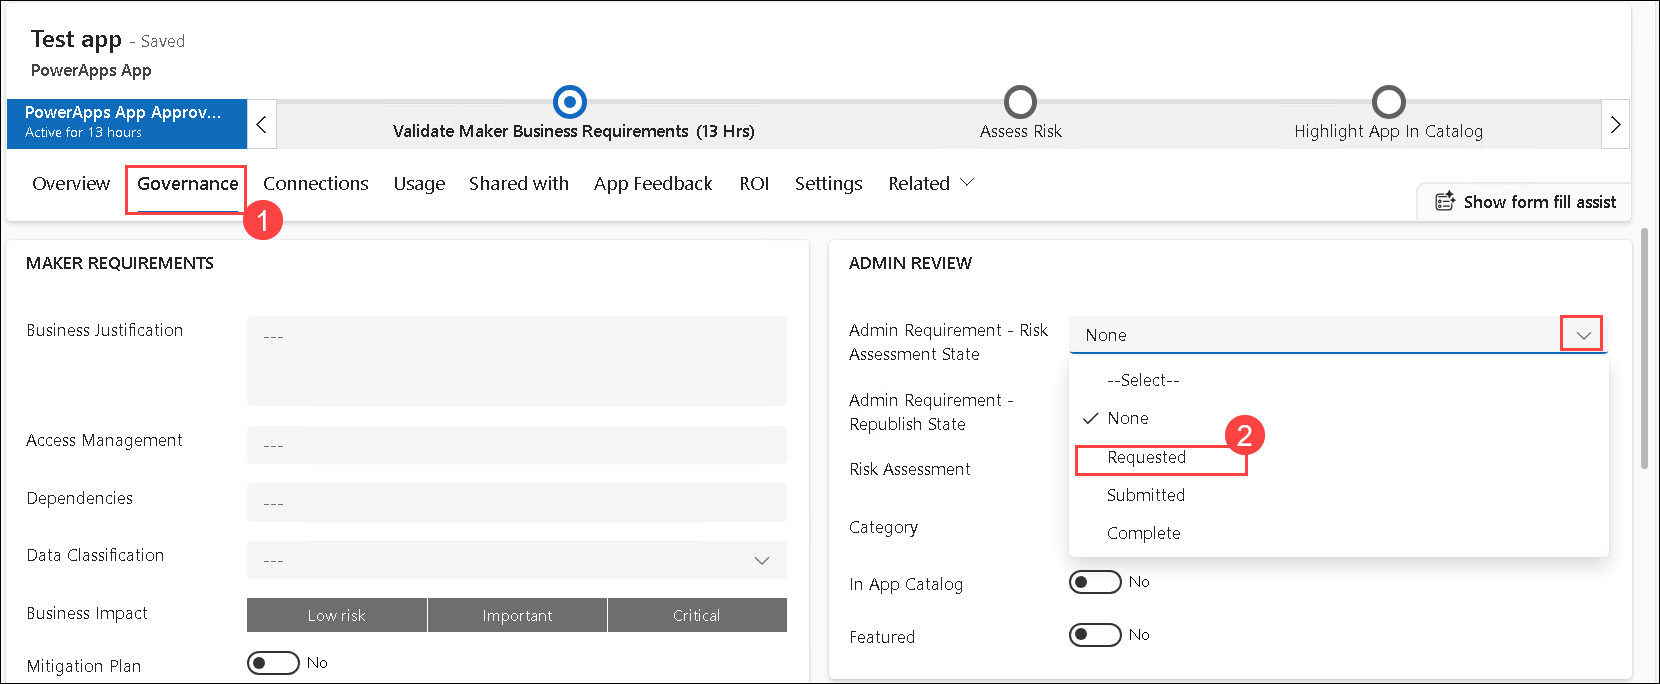 Test app - Saved
PowerApps App
PowerApps App Approv...
Active for 13 hours
Validate Maker Business Requirements (13 Hrs)
Assess Risk
Highlight App In Catalog
Overview Governance Connections Usage Shared with App Feedback ROI Settings Related
1
Show form fill assist
MAKER REQUIREMENTS
Business Justification
---
Access Management
---
Dependencies
---
Data Classification
---
Business Impact
Low risk Important Critical
Mitigation Plan
No
ADMIN REVIEW
Admin Requirement - Risk
Assessment State
None
--Select--
None
2
Requested
Submitted
Complete
Admin Requirement -
Republish State
Risk Assessment
Category
In App Catalog
No
Featured
No